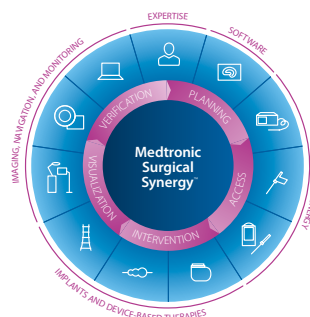 EXPERTISE
SOFTWARE
IMAGING, NAVIGATION, AND MONITORING
IMPLANTS AND DEVICE-BASED THERAPIES
VERIFICATION
PLANNING
ACCESS
INTERVENTION
VISUALIZATION
Medtronic
Surgical
Synergy™